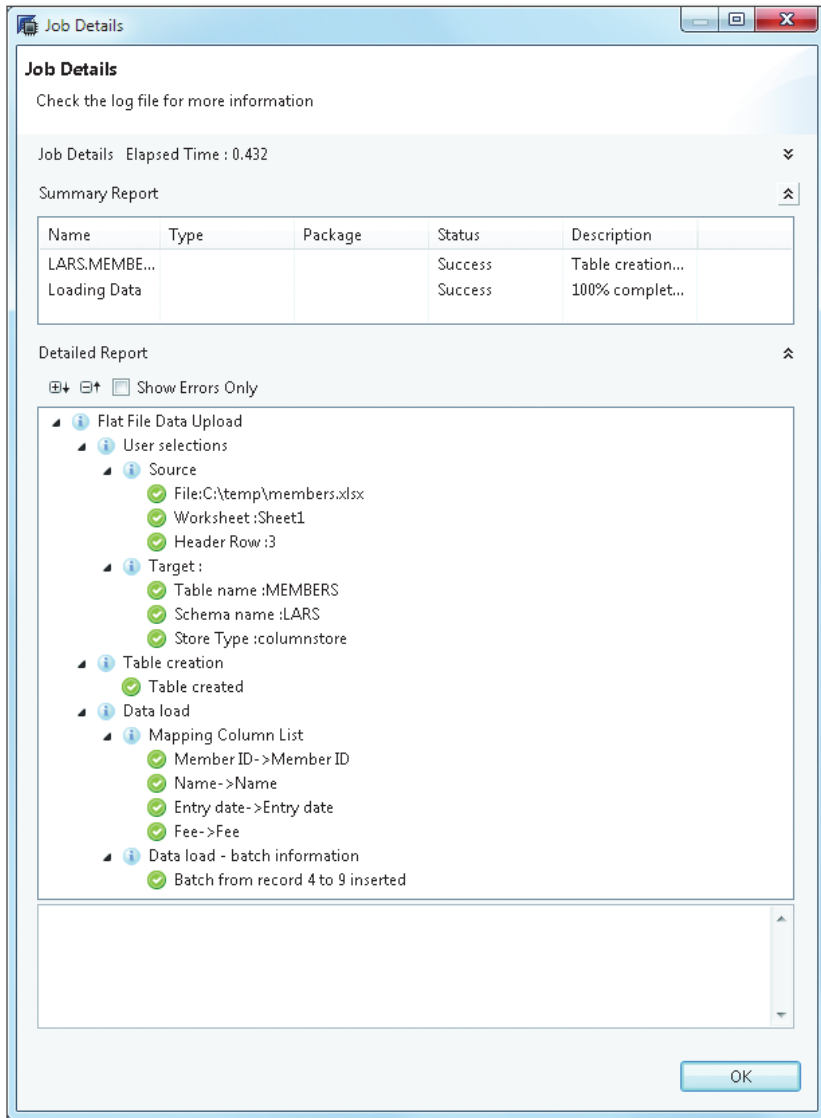 Job Details
Job Details
Check the log file for more information
Job Details Elapsed Time : 0.432
Summary Report
Name Type Package Status Description
LARS.MEMBE... Success Table creation...
Loading Data Success 100% complet...
Detailed Report
Show Errors Only
Flat File Data Upload
User selections
Source
File:C:\temp\members.xlsx
Worksheet :Sheet1
Header Row :3
Target :
Table name :MEMBERS
Schema name :LARS
Store Type :columnstore
Table creation
Table created
Data load
Mapping Column List
Member ID->Member ID
Name->Name
Entry date->Entry date
Fee->Fee
Data load - batch information
Batch from record 4 to 9 inserted
OK